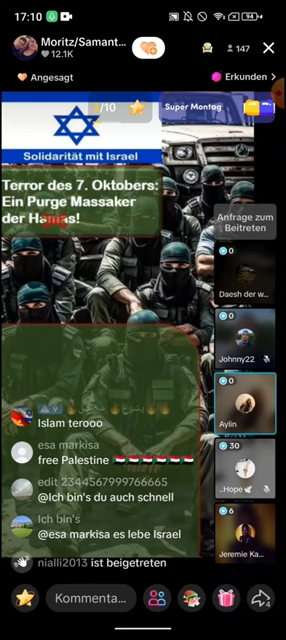 17:10
94
Moritz/Samant...
12.1K
147
Angesagt
Erkunden
/10
Super Montag
Solidarität mit Israel
Terror des 7. Oktobers:
Ein Purge Massaker
der Hamas!
Anfrage zum
Beitreten
0
Daesh der w...
0
Johnny22
0
Aylin
30
..Hope
6
Jeremie Ka...
Islam terooo
esa markisa
free Palestine
edit 2344567999766665
@Ich bin's du auch schnell
Ich bin's
@esa markisa es lebe Israel
nialli2013 ist beigetreten
Kommenta...
4